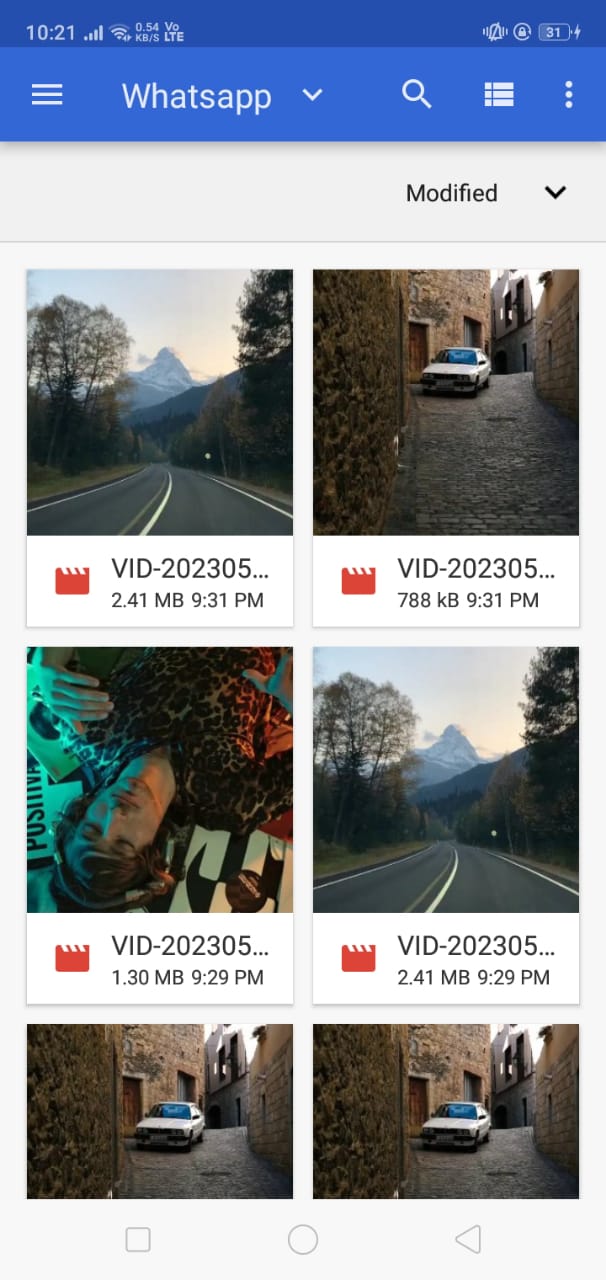 10:21 0.54 KB/S Vo LTE 31
Whatsapp
Modified
VID-202305...
2.41 MB 9:31 PM
VID-202305...
788 kB 9:31 PM
POSITIVA
VID-202305...
1.30 MB 9:29 PM
VID-202305...
2.41 MB 9:29 PM